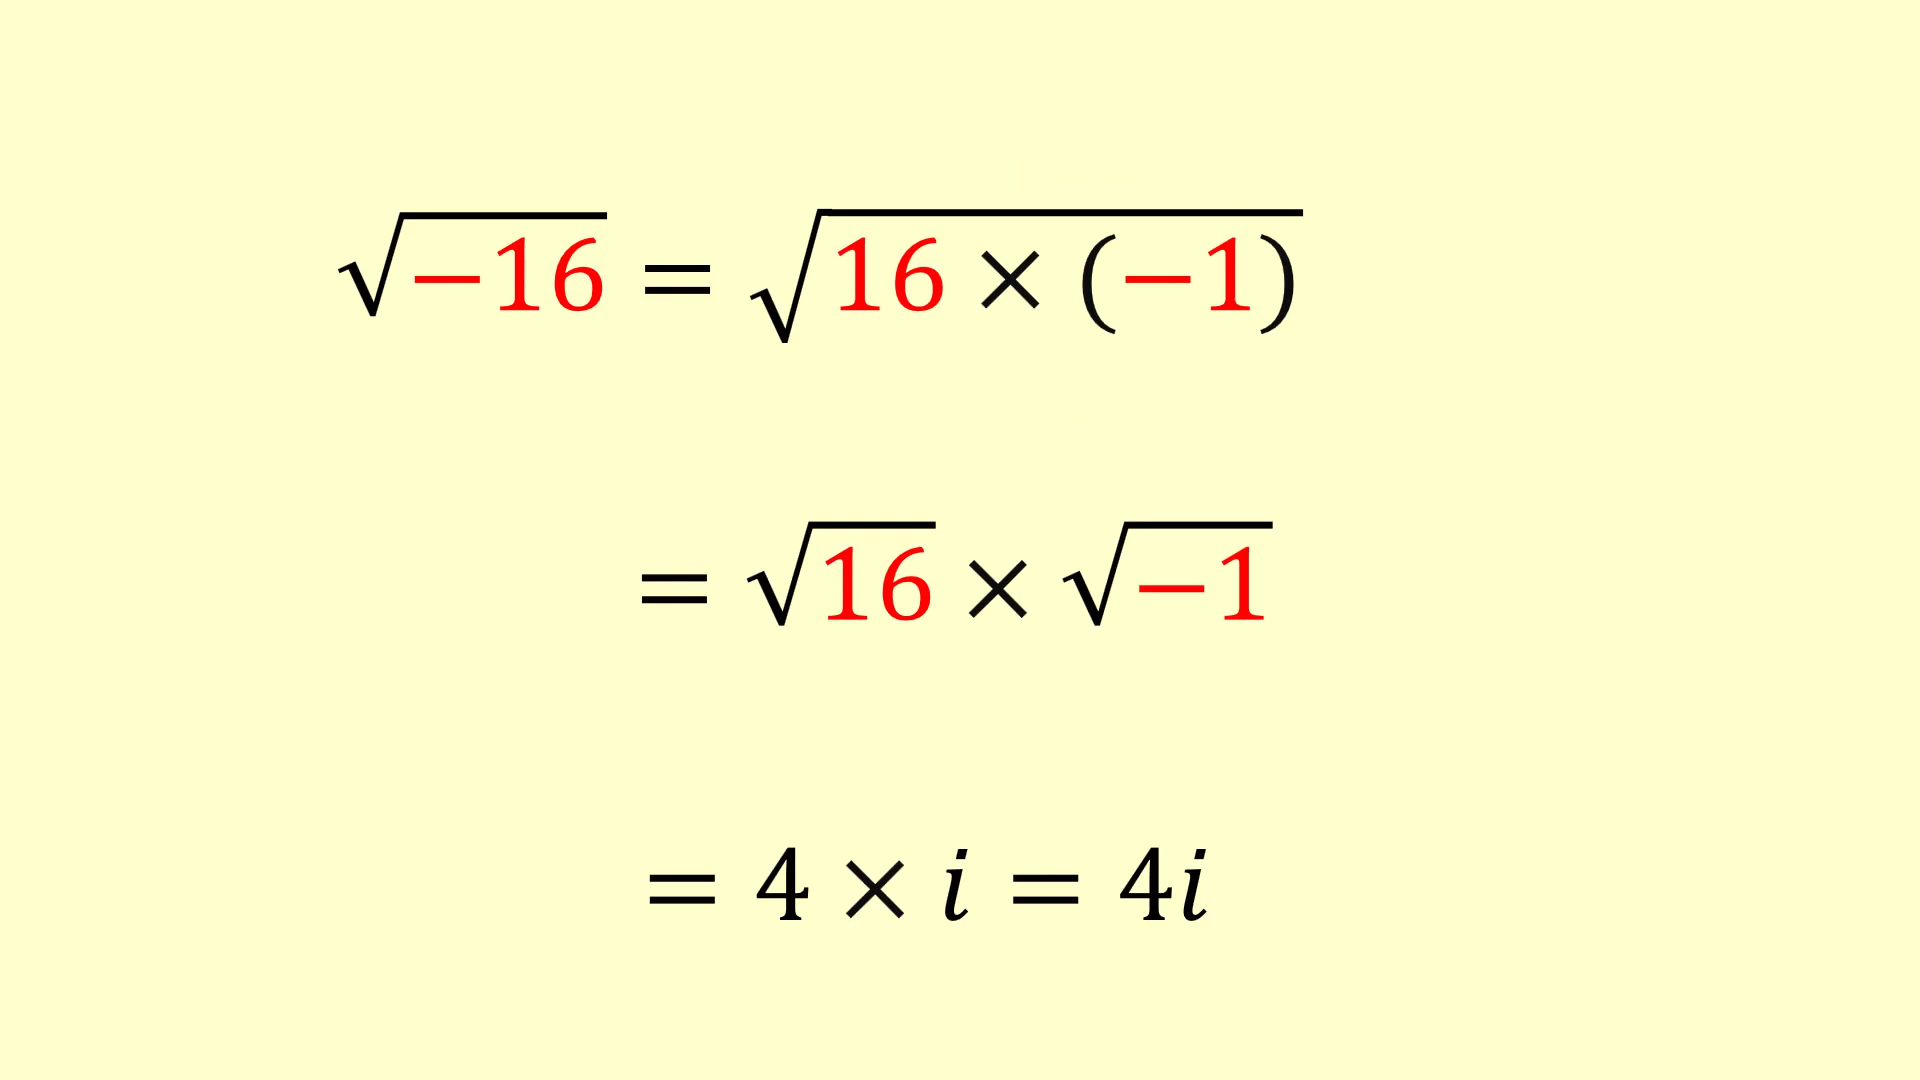 √−16 = √16 × (−1)
= √16 × √−1
= 4 × i = 4i